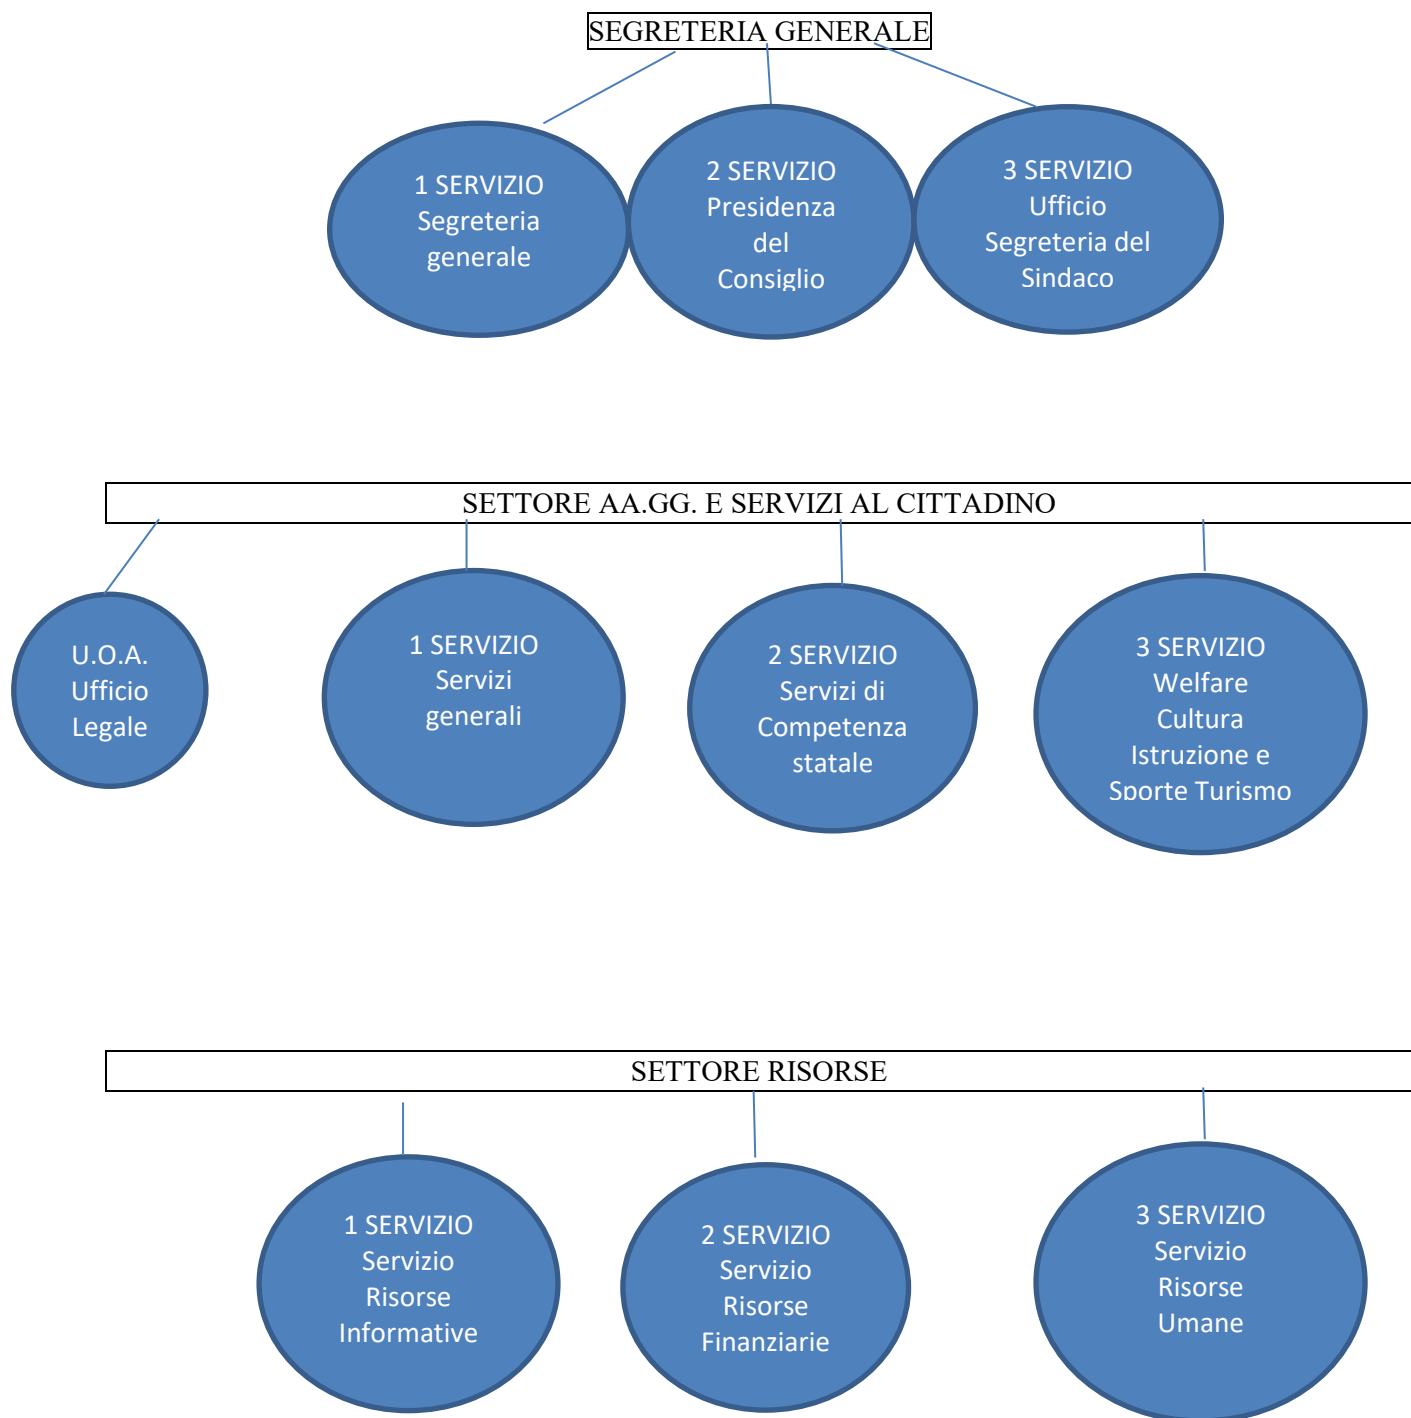 SEGRETERIA GENERALE
1 SERVIZIO
Segreteria
generale
2 SERVIZIO
Presidenza
del
Consiglio
3 SERVIZIO
Ufficio
Segreteria del
Sindaco
SETTORE AA.GG. E SERVIZI AL CITTADINO
U.O.A.
Ufficio
Legale
1 SERVIZIO
Servizi
generali
2 SERVIZIO
Servizi di
Competenza
statale
3 SERVIZIO
Welfare
Cultura
Istruzione e
Sporte Turismo
SETTORE RISORSE
1 SERVIZIO
Servizio
Risorse
Informative
2 SERVIZIO
Servizio
Risorse
Finanziarie
3 SERVIZIO
Servizio
Risorse
Umane